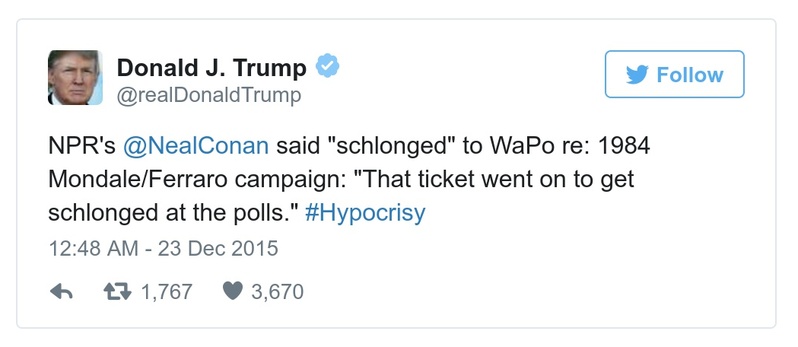 Donald J. Trump
@realDonaldTrump
Follow
NPR's @NealConan said "schlonged" to WaPo re: 1984
Mondale/Ferraro campaign: "That ticket went on to get
schlonged at the polls." #Hypocrisy
12:48 AM - 23 Dec 2015
1,767 3,670